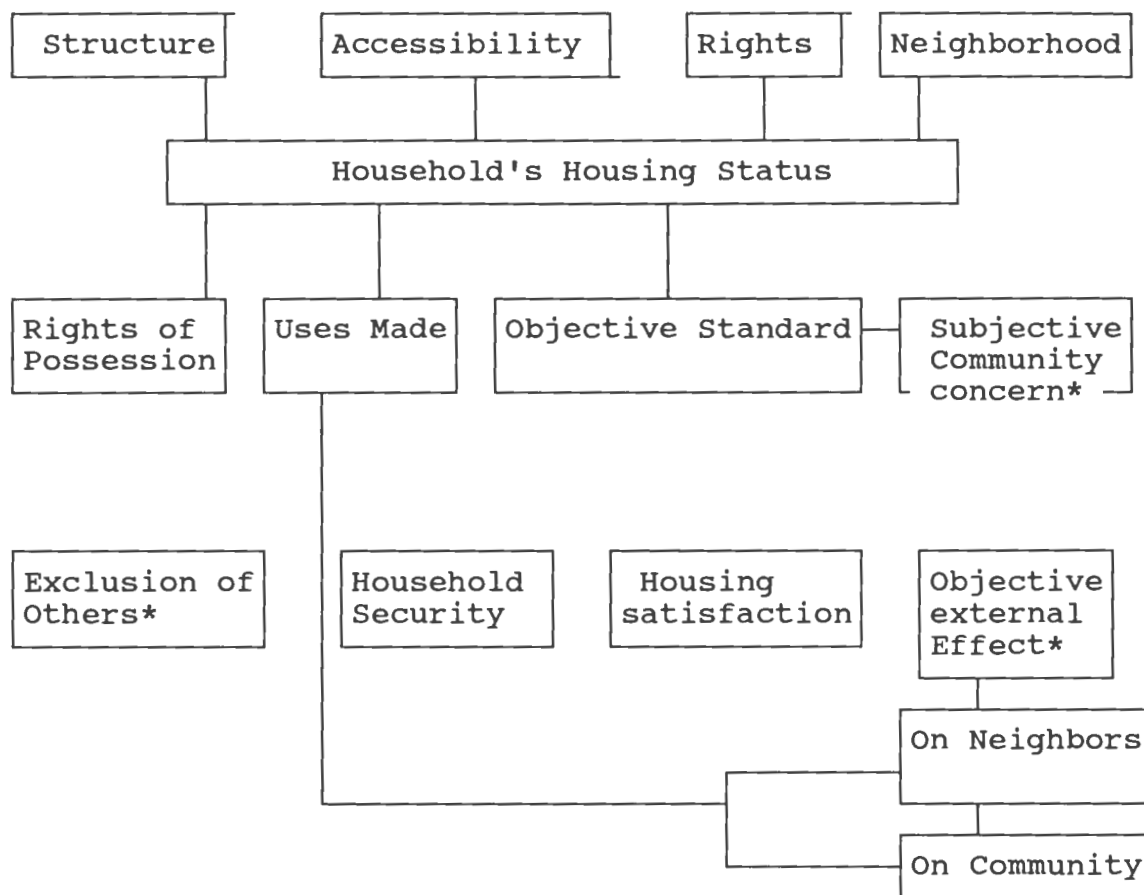 Structure
Accessibility
Rights
Neighborhood
Household's Housing Status
Rights of
Possession
Uses Made
Objective Standard
Subjective
Community
concern*
Exclusion of
Others*
Household
Security
Housing
satisfaction
Objective
external
Effect*
On Neighbors
On Community